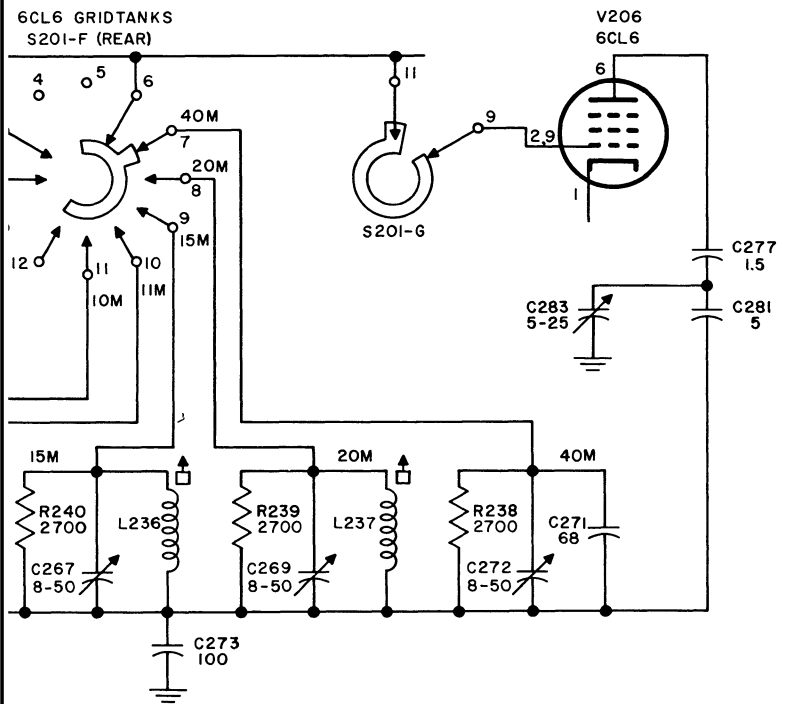 6CL6 GRIDTANKS
S201-F (REAR)
V206
6CL6
4
5
6
11
6
40M
7
9
2,9
20M
8
1
9
15M
S201-G
12
11
10
10M
11M
C277
1.5
C283
5-25
C281
5
15M
20M
40M
R240
2700
L236
R239
2700
L237
R238
2700
C271
68
C267
8-50
C269
8-50
C272
8-50
C273
100